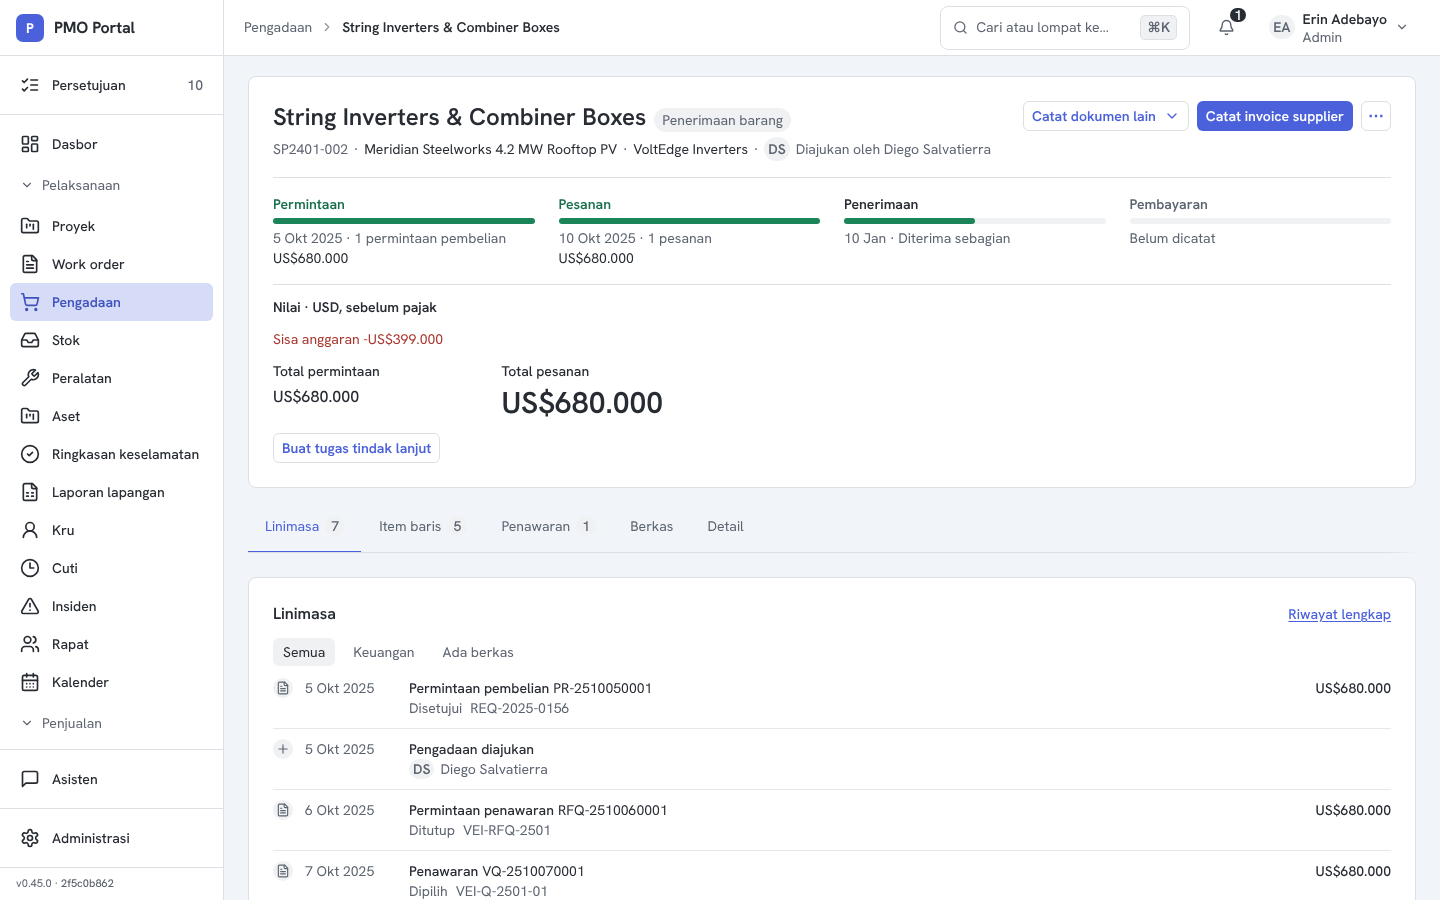 P PMO Portal
Pengadaan > String Inverters & Combiner Boxes
Cari atau lompat ke... ⌘K
1
EA Erin Adebayo
Admin
Persetujuan 10
Dasbor
Pelaksanaan
Proyek
Work order
Pengadaan
Stok
Peralatan
Aset
Ringkasan keselamatan
Laporan lapangan
Kru
Cuti
Insiden
Rapat
Kalender
Penjualan
Asisten
Administrasi
v0.45.0 · 2f5c0b862
String Inverters & Combiner Boxes Penerimaan barang
Catat dokumen lain Catat invoice supplier ...
SP2401-002 · Meridian Steelworks 4.2 MW Rooftop PV · VoltEdge Inverters · DS Diajukan oleh Diego Salvatierra
Permintaan
5 Okt 2025 · 1 permintaan pembelian
US$680.000
Pesanan
10 Okt 2025 · 1 pesanan
US$680.000
Penerimaan
10 Jan · Diterima sebagian
Pembayaran
Belum dicatat
Nilai · USD, sebelum pajak
Sisa anggaran -US$399.000
Total permintaan
US$680.000
Total pesanan
US$680.000
Buat tugas tindak lanjut
Linimasa 7 Item baris 5 Penawaran 1 Berkas Detail
Linimasa Riwayat lengkap
Semua Keuangan Ada berkas
5 Okt 2025 Permintaan pembelian PR-2510050001 US$680.000
Disetujui REQ-2025-0156
5 Okt 2025 Pengadaan diajukan
DS Diego Salvatierra
6 Okt 2025 Permintaan penawaran RFQ-2510060001 US$680.000
Ditutup VEI-RFQ-2501
7 Okt 2025 Penawaran VQ-2510070001 US$680.000
Dipilih VEI-Q-2501-01